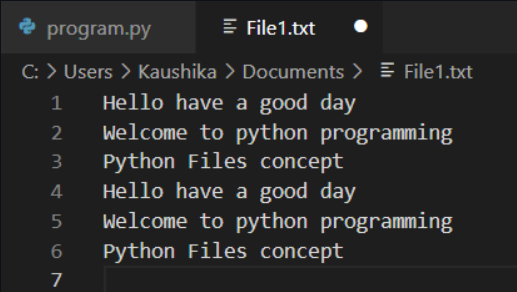 program.py File1.txt
C: > Users > Kaushika > Documents > File1.txt
1 Hello have a good day
2 Welcome to python programming
3 Python Files concept
4 Hello have a good day
5 Welcome to python programming
6 Python Files concept
7